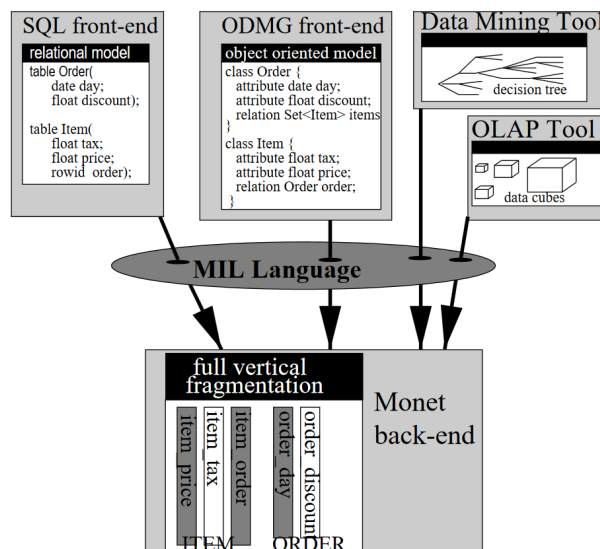 SQL front-end
relational model
table Order(
date day;
float discount);
table Item(
float tax;
float price;
rowid order);
ODMG front-end
object oriented model
class Order {
attribute date day;
attribute float discount;
relation Set<Item> items
}
class Item {
attribute float tax;
attribute float price;
relation Order order;
}
Data Mining Tool
decision tree
OLAP Tool
data cubes
MIL Language
full vertical
fragmentation
item_price
item_tax
item_order
order_day
order_discount
ITEM ORDER
Monet
back-end